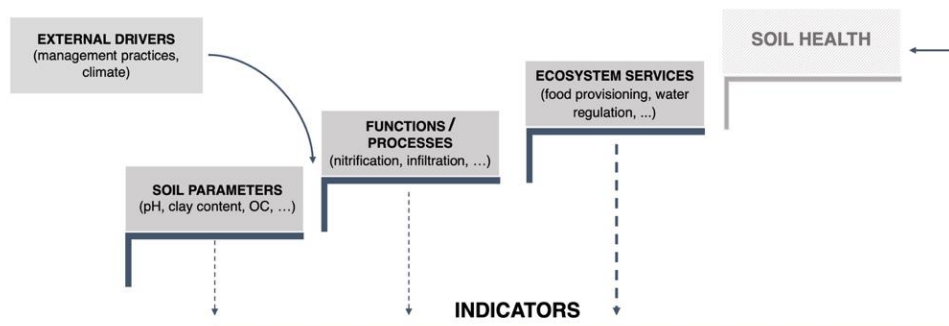 EXTERNAL DRIVERS
(management practices,
climate)
SOIL HEALTH
ECOSYSTEM SERVICES
(food provisioning, water
regulation, ...)
FUNCTIONS /
PROCESSES
(nitrification, infiltration, ...)
SOIL PARAMETERS
(pH, clay content, OC, ...)
INDICATORS